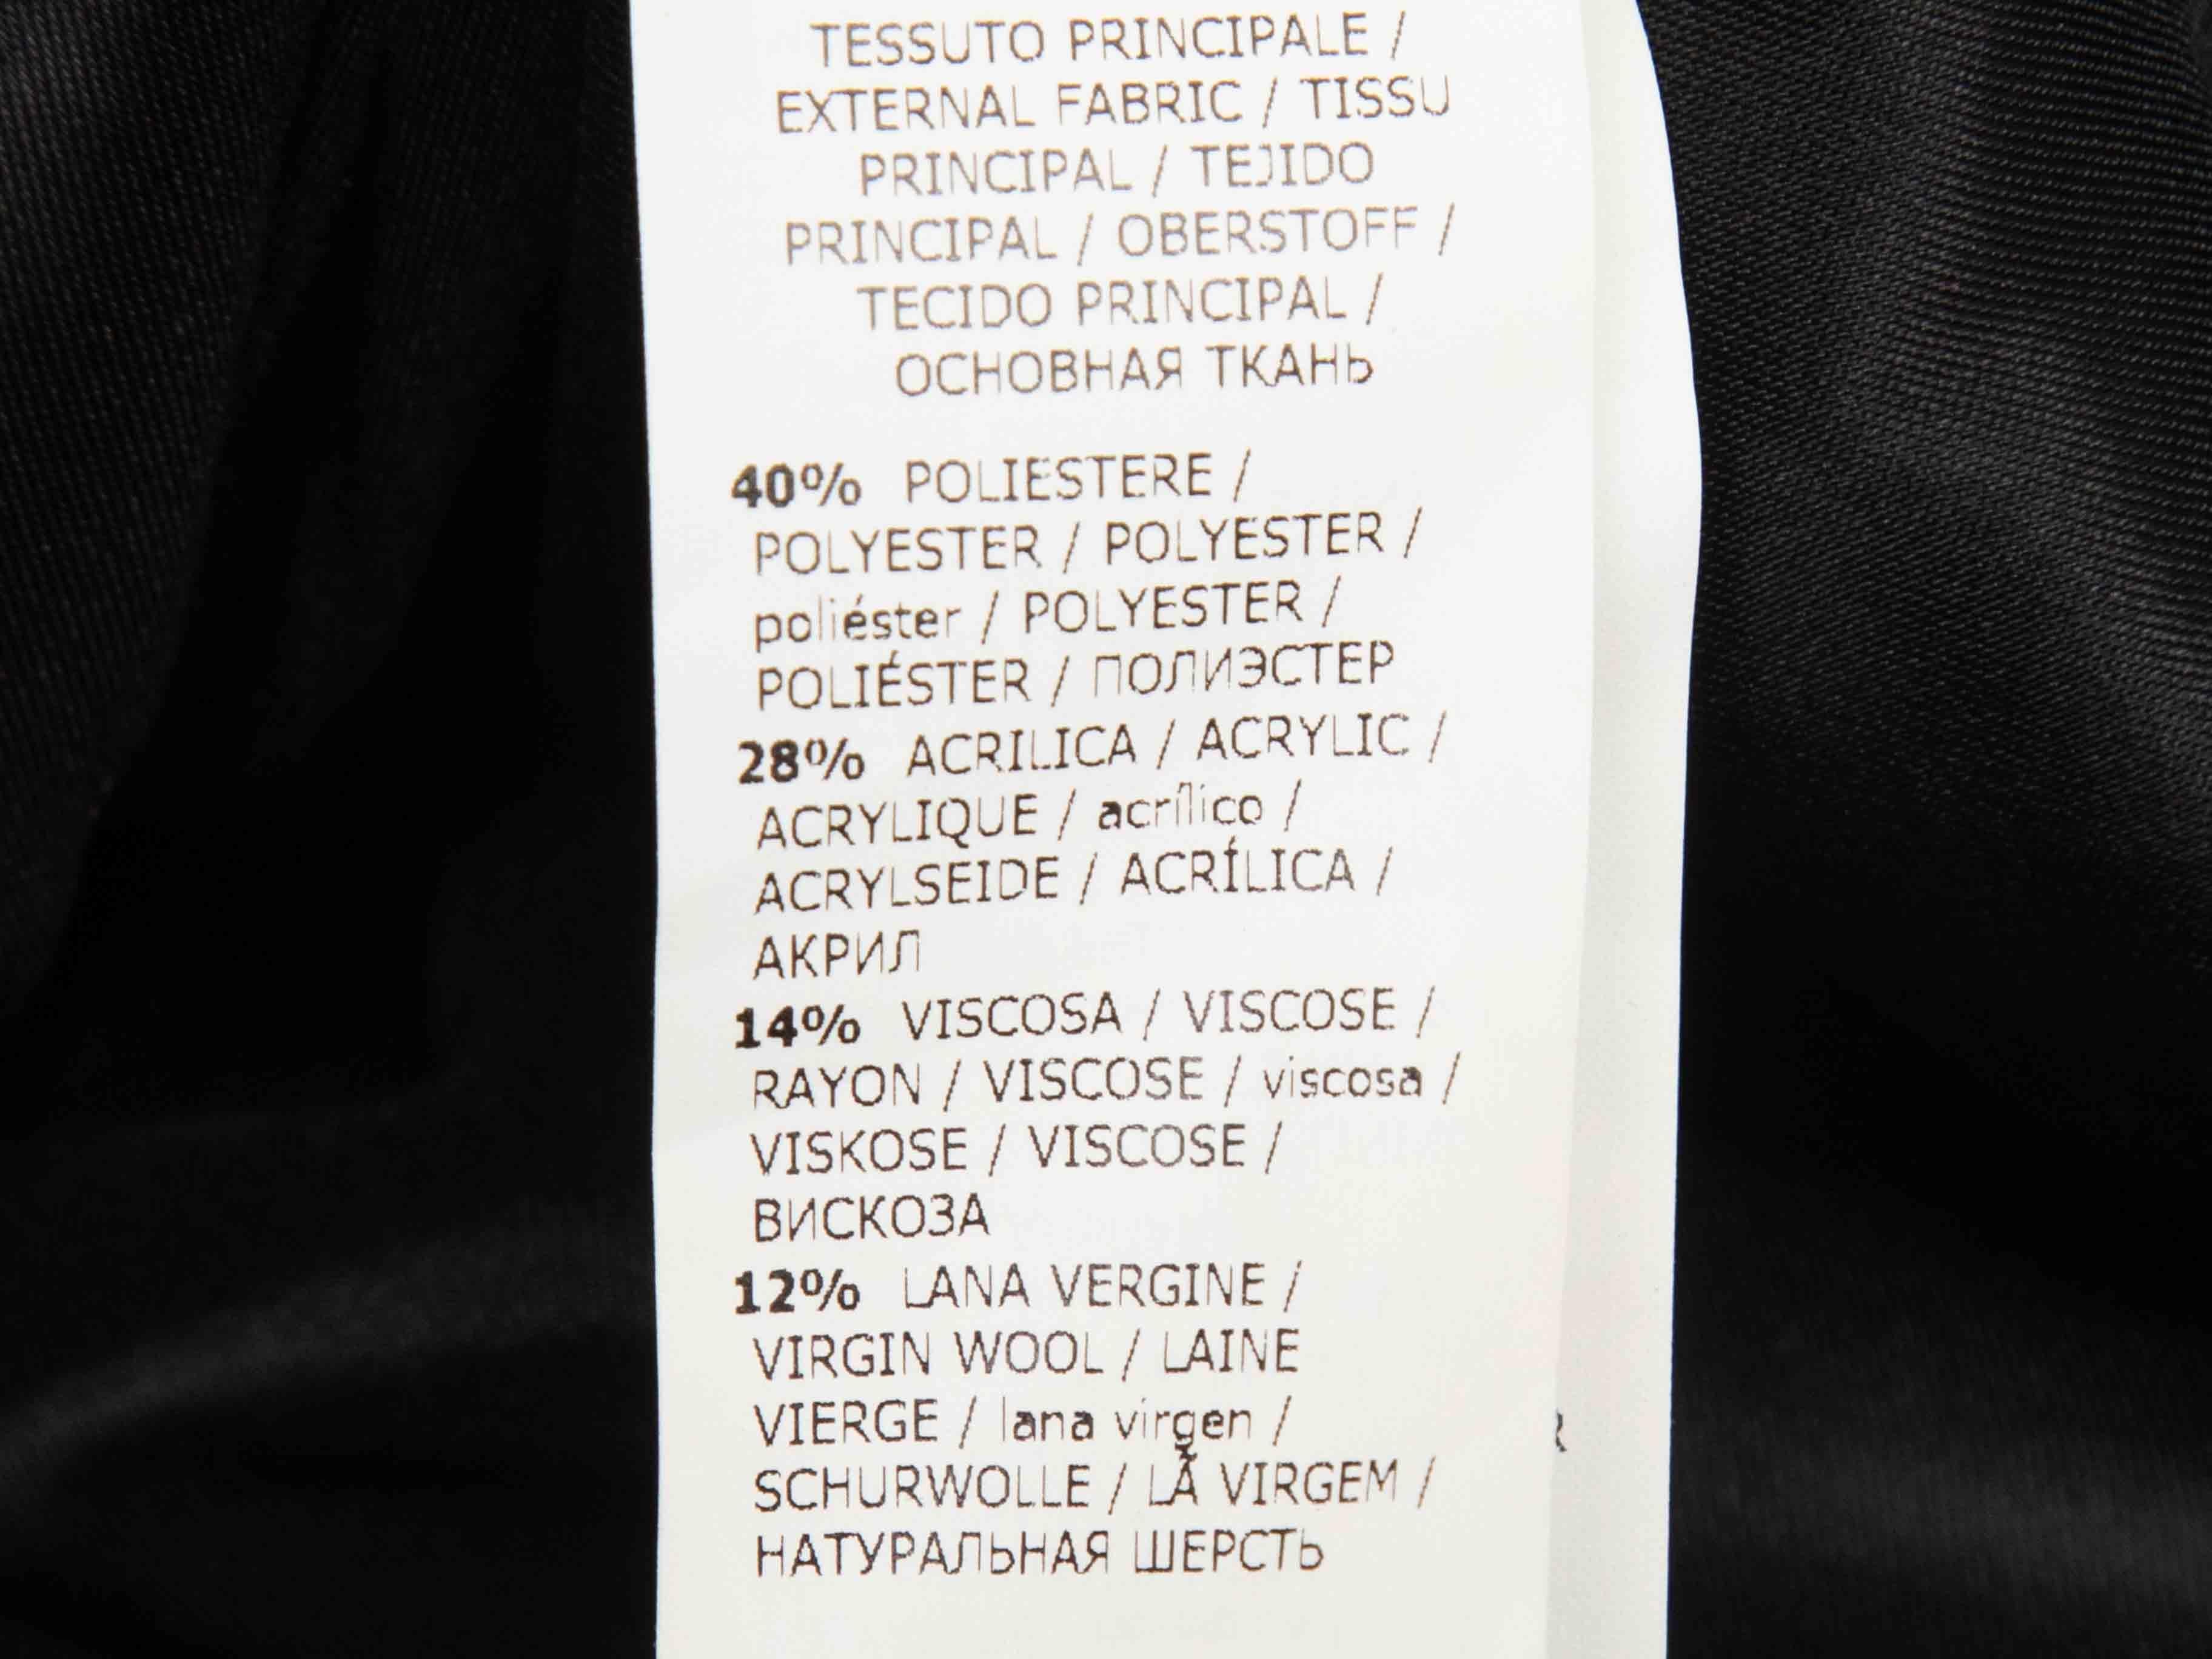 TESSUTO PRINCIPALE /
EXTERNAL FABRIC / TISSU
PRINCIPAL / TEJIDO
PRINCIPAL / OBERSTOFF /
TECIDO PRINCIPAL /
ОСНОВНАЯ ТКАНЬ
40% POLIESTERE /
POLYESTER / POLYESTER /
poliéster / POLYESTER /
POLIÉSTER / ПОЛИЭСТЕР
28% ACRILICA / ACRYLIC /
ACRYLIQUE / acrílico /
ACRYLSEIDE / ACRÍLICA /
АКРИЛ
14% VISCOSA / VISCOSE /
RAYON / VISCOSE / viscosa /
VISKOSE / VISCOSE /
ВИСКОЗА
12% LANA VERGINE /
VIRGIN WOOL / LAINE
VIERGE / lana virgen /
SCHURWOLLE / LÃ VIRGEM /
НАТУРАЛЬНАЯ ШЕРСТЬ